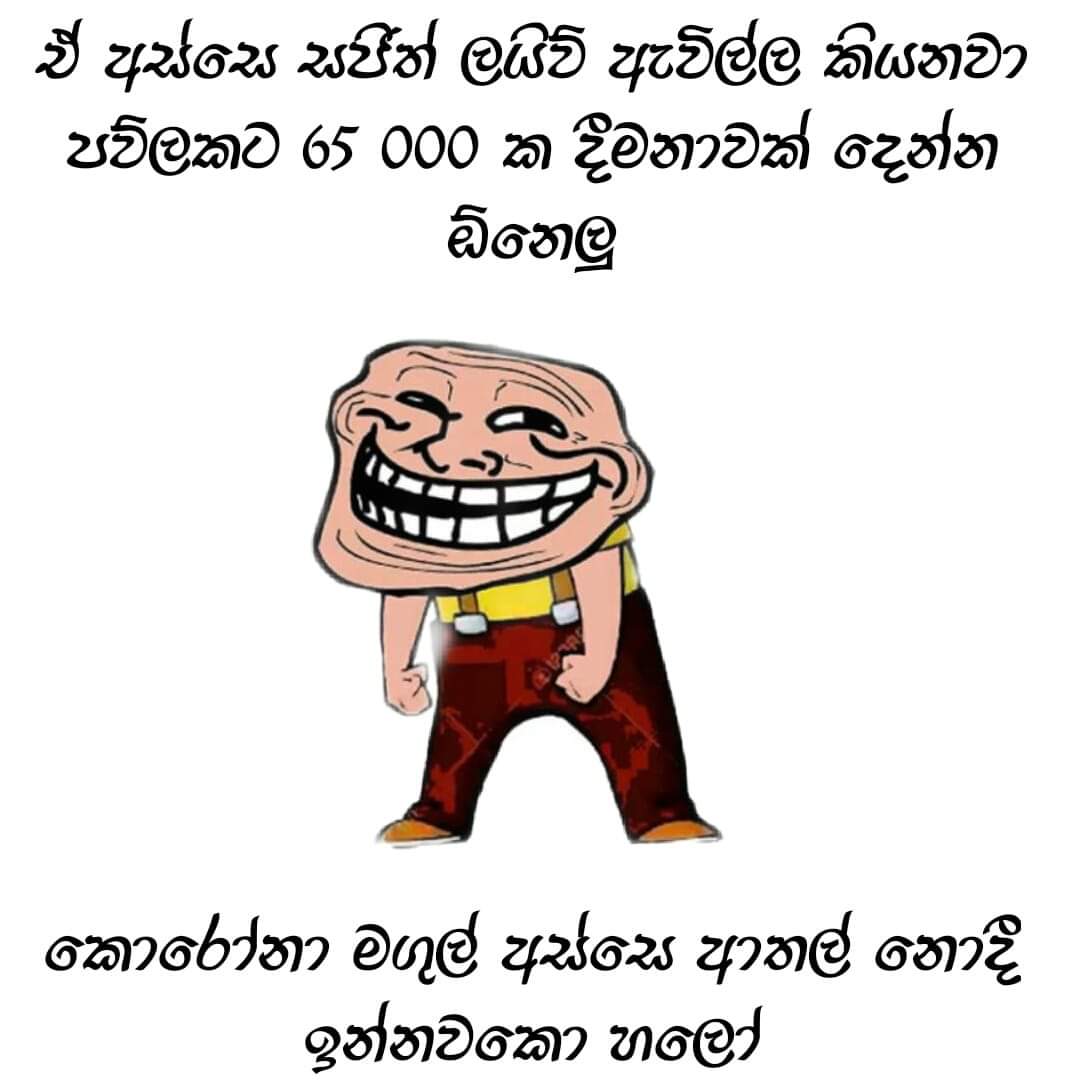 ඒ අස්සෙ සජිත් ලයිව් ඇවිල්ල කියනවා
පව්ලකට 65 000 ක දීමනාවක් දෙන්න
ඕනෙලු
කොරෝනා මගුල් අස්සෙ ආතල් නොදී
ඉන්නවකො හලෝ